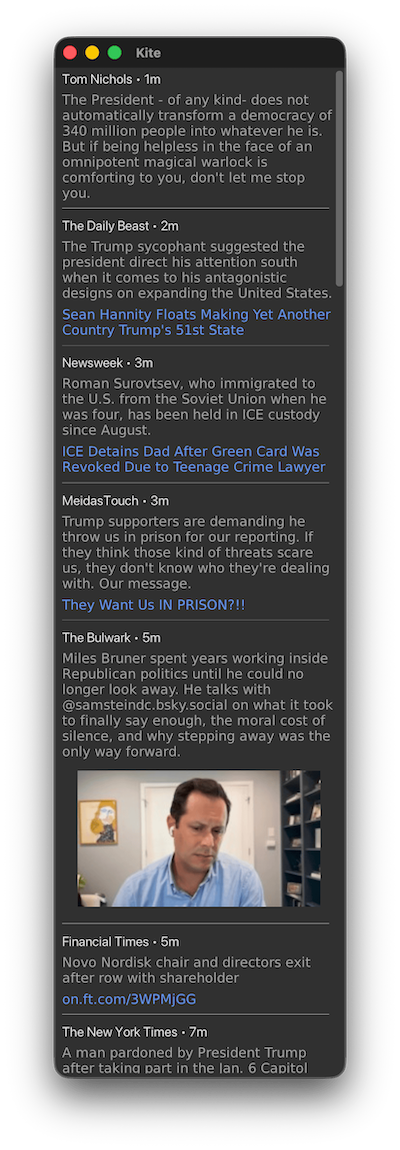 Kite
Tom Nichols • 1m
The President - of any kind- does not
automatically transform a democracy of
340 million people into whatever he is.
But if being helpless in the face of an
omnipotent magical warlock is
comforting to you, don't let me stop
you.
The Daily Beast • 2m
The Trump sycophant suggested the
president direct his attention south
when it comes to his antagonistic
designs on expanding the United States.
Sean Hannity Floats Making Yet Another
Country Trump's 51st State
Newsweek • 3m
Roman Surovtsev, who immigrated to
the U.S. from the Soviet Union when he
was four, has been held in ICE custody
since August.
ICE Detains Dad After Green Card Was
Revoked Due to Teenage Crime Lawyer
MeidasTouch • 3m
Trump supporters are demanding he
throw us in prison for our reporting. If
they think those kind of threats scare
us, they don't know who they're dealing
with. Our message.
They Want Us IN PRISON?!!
The Bulwark • 5m
Miles Bruner spent years working inside
Republican politics until he could no
longer look away. He talks with
@samsteindc.bsky.social on what it took
to finally say enough, the moral cost of
silence, and why stepping away was the
only way forward.
Financial Times • 5m
Novo Nordisk chair and directors exit
after row with shareholder
on.ft.com/3WPMjGG
The New York Times • 7m
A man pardoned by President Trump
after taking part in the Jan. 6 Capitol